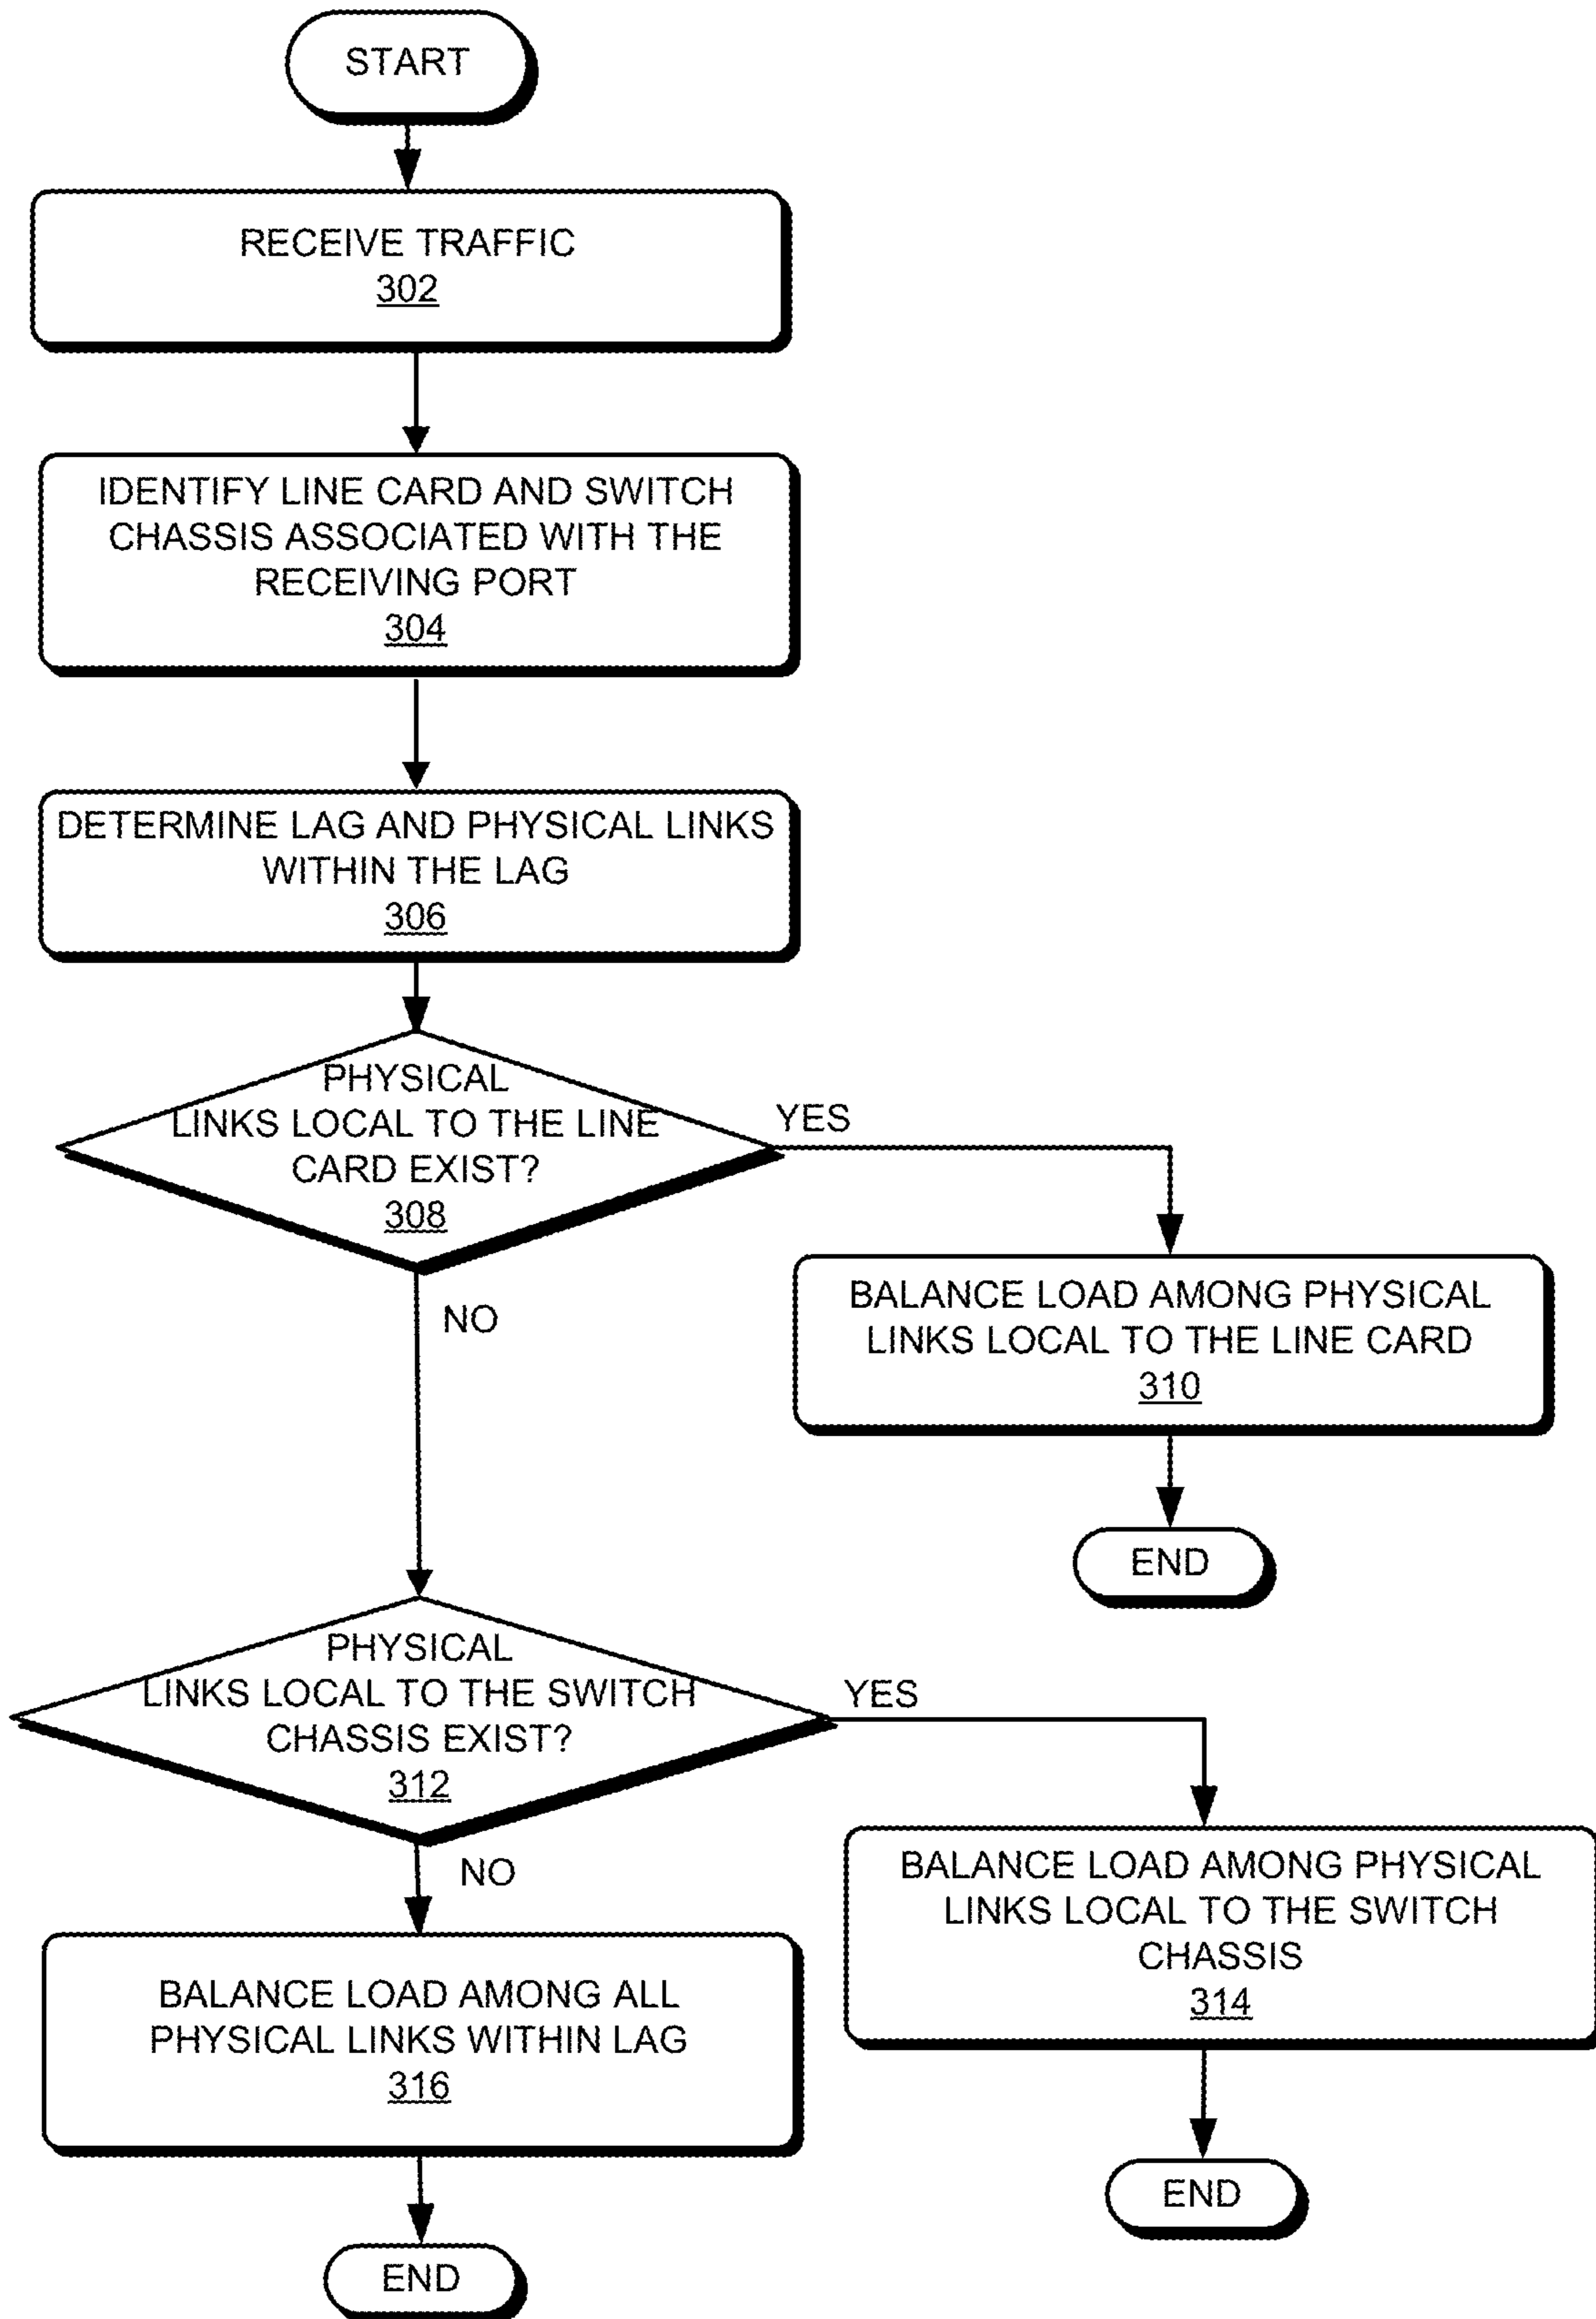 START
RECEIVE TRAFFIC
302
IDENTIFY LINE CARD AND SWITCH
CHASSIS ASSOCIATED WITH THE
RECEIVING PORT
304
DETERMINE LAG AND PHYSICAL LINKS
WITHIN THE LAG
306
PHYSICAL
LINKS LOCAL TO THE LINE
CARD EXIST?
308
YES
NO
BALANCE LOAD AMONG PHYSICAL
LINKS LOCAL TO THE LINE CARD
310
END
PHYSICAL
LINKS LOCAL TO THE SWITCH
CHASSIS EXIST?
312
YES
NO
BALANCE LOAD AMONG PHYSICAL
LINKS LOCAL TO THE SWITCH
CHASSIS
314
END
BALANCE LOAD AMONG ALL
PHYSICAL LINKS WITHIN LAG
316
END